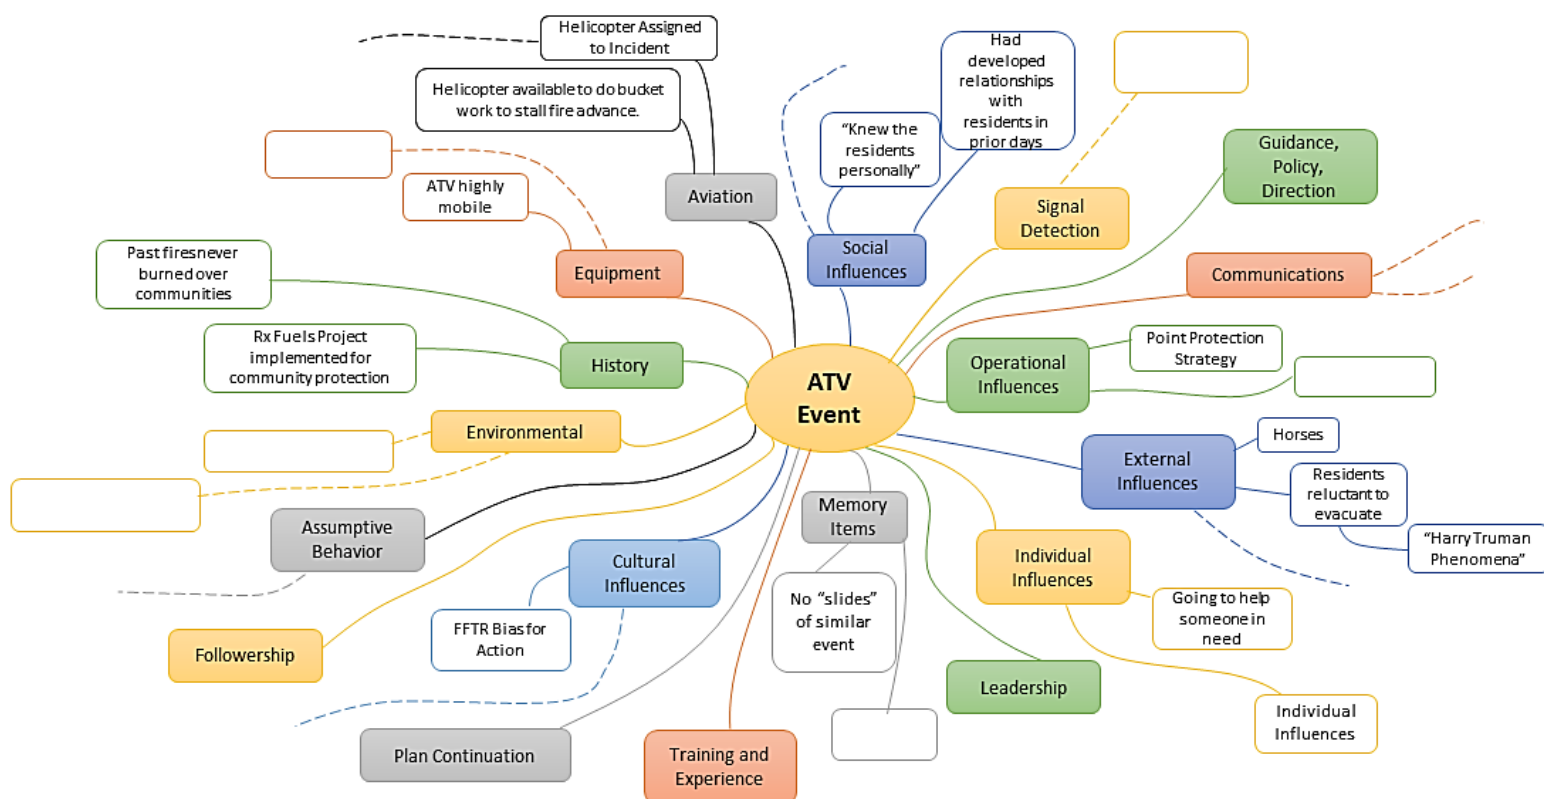 Helicopter Assigned
to Incident
Helicopter available to do bucket
work to stall fire advance.
Aviation
ATV highly
mobile
Equipment
Past firesnever
burned over
communities
Rx Fuels Project
implemented for
community protection
History
Environmental
Assumptive
Behavior
Followership
Cultural
Influences
FFTR Bias for
Action
Plan Continuation
Training and
Experience
Memory
Items
No “slides”
of similar
event
Leadership
Individual
Influences
Going to help
someone in
need
Individual
Influences
External
Influences
Horses
Residents
reluctant to
evacuate
“Harry Truman
Phenomena”
Operational
Influences
Point Protection
Strategy
Communications
Guidance,
Policy,
Direction
Signal
Detection
Social
Influences
“Knew the
residents
personally”
Had
developed
relationships
with
residents in
prior days
ATV
Event